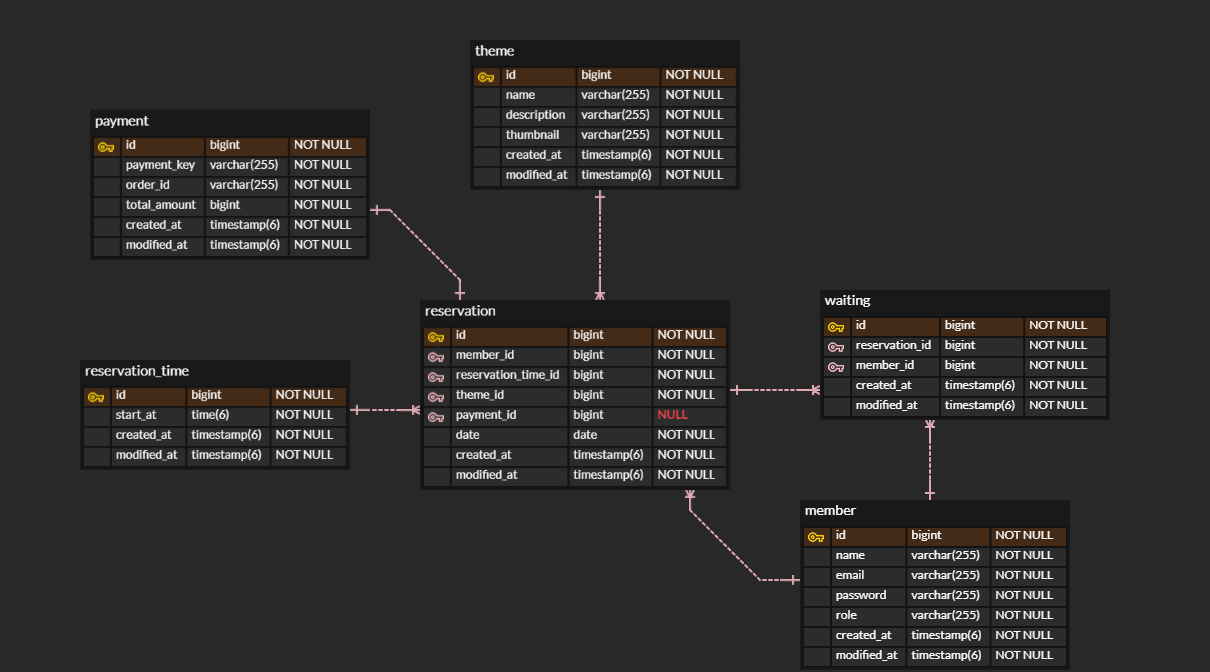 theme
id bigint NOT NULL
name varchar(255) NOT NULL
description varchar(255) NOT NULL
thumbnail varchar(255) NOT NULL
created_at timestamp(6) NOT NULL
modified_at timestamp(6) NOT NULL
payment
id bigint NOT NULL
payment_key varchar(255) NOT NULL
order_id varchar(255) NOT NULL
total_amount bigint NOT NULL
created_at timestamp(6) NOT NULL
modified_at timestamp(6) NOT NULL
reservation
id bigint NOT NULL
member_id bigint NOT NULL
reservation_time_id bigint NOT NULL
theme_id bigint NOT NULL
payment_id bigint NULL
date date NOT NULL
created_at timestamp(6) NOT NULL
modified_at timestamp(6) NOT NULL
waiting
id bigint NOT NULL
reservation_id bigint NOT NULL
member_id bigint NOT NULL
created_at timestamp(6) NOT NULL
modified_at timestamp(6) NOT NULL
reservation_time
id bigint NOT NULL
start_at time(6) NOT NULL
created_at timestamp(6) NOT NULL
modified_at timestamp(6) NOT NULL
member
id bigint NOT NULL
name varchar(255) NOT NULL
email varchar(255) NOT NULL
password varchar(255) NOT NULL
role varchar(255) NOT NULL
created_at timestamp(6) NOT NULL
modified_at timestamp(6) NOT NULL